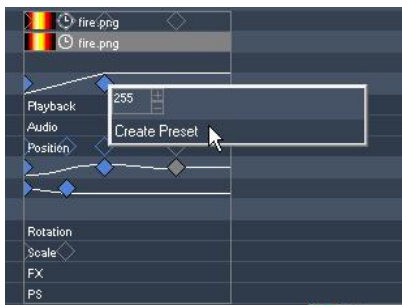 fire.png
fire.png
255
Playback
Audio
Create Preset
Position
Rotation
Scale
FX
PS